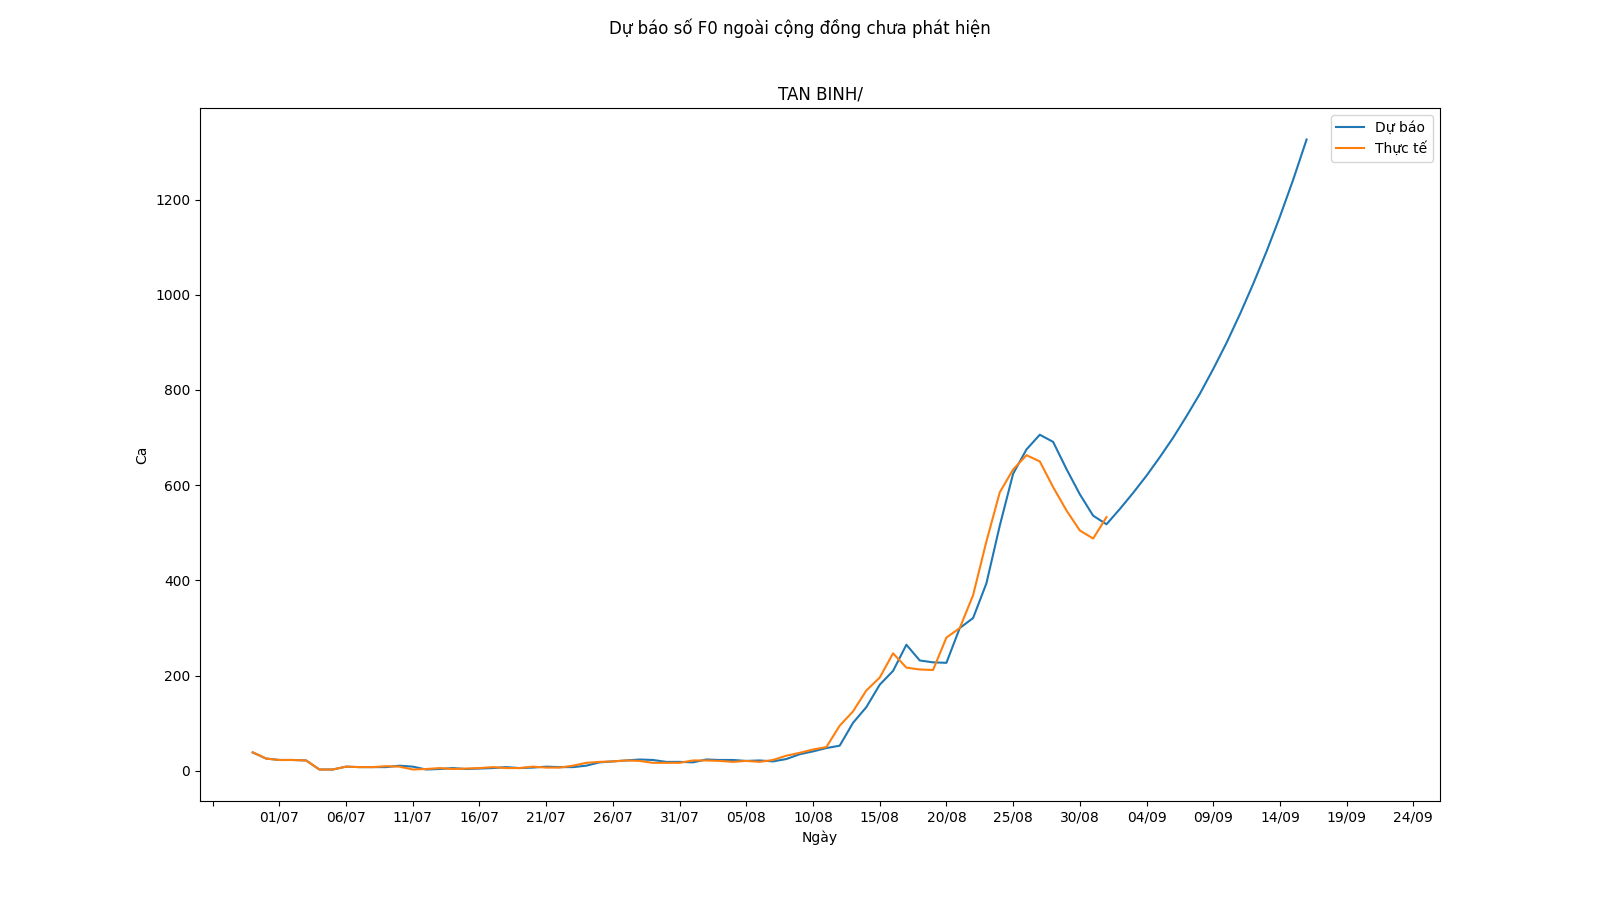 Dự báo số F0 ngoài cộng đồng chưa phát hiện
TAN BINH/
Dự báo
Thực tế
1200
1000
800
600
400
200
0
Ca
01/07 06/07 11/07 16/07 21/07 26/07 31/07 05/08 10/08 15/08 20/08 25/08 30/08 04/09 09/09 14/09 19/09 24/09
Ngày